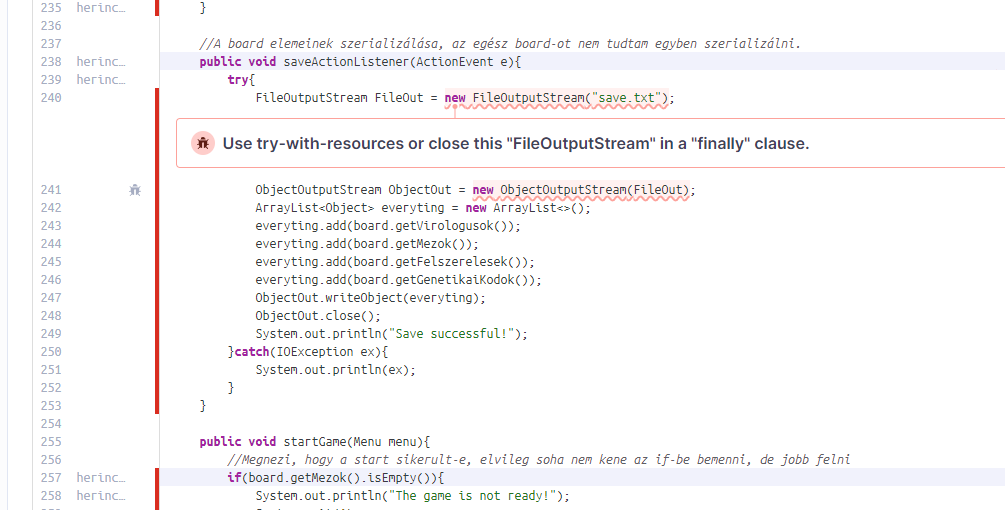 235 herinc… }
236
237 //A board elemeinek szerializálása, az egész board-ot nem tudtam egyben szerializálni.
238 herinc… public void saveActionListener(ActionEvent e){
239 herinc… try{
240 FileOutputStream FileOut = new FileOutputStream("save.txt");
Use try-with-resources or close this "FileOutputStream" in a "finally" clause.
241 ObjectOutputStream ObjectOut = new ObjectOutputStream(FileOut);
242 ArrayList<Object> everyting = new ArrayList<>();
243 everyting.add(board.getVirologusok());
244 everyting.add(board.getMezok());
245 everyting.add(board.getFelszerelesek());
246 everyting.add(board.getGenetikaiKodok());
247 ObjectOut.writeObject(everyting);
248 ObjectOut.close();
249 System.out.println("Save successful!");
250 }catch(IOException ex){
251 System.out.println(ex);
252 }
253 }
254
255 public void startGame(Menu menu){
256 //Megnezi, hogy a start sikerult-e, elvileg soha nem kene az if-be bemenni, de jobb felni
257 herinc… if(board.getMezok().isEmpty()){
258 herinc… System.out.println("The game is not ready!");